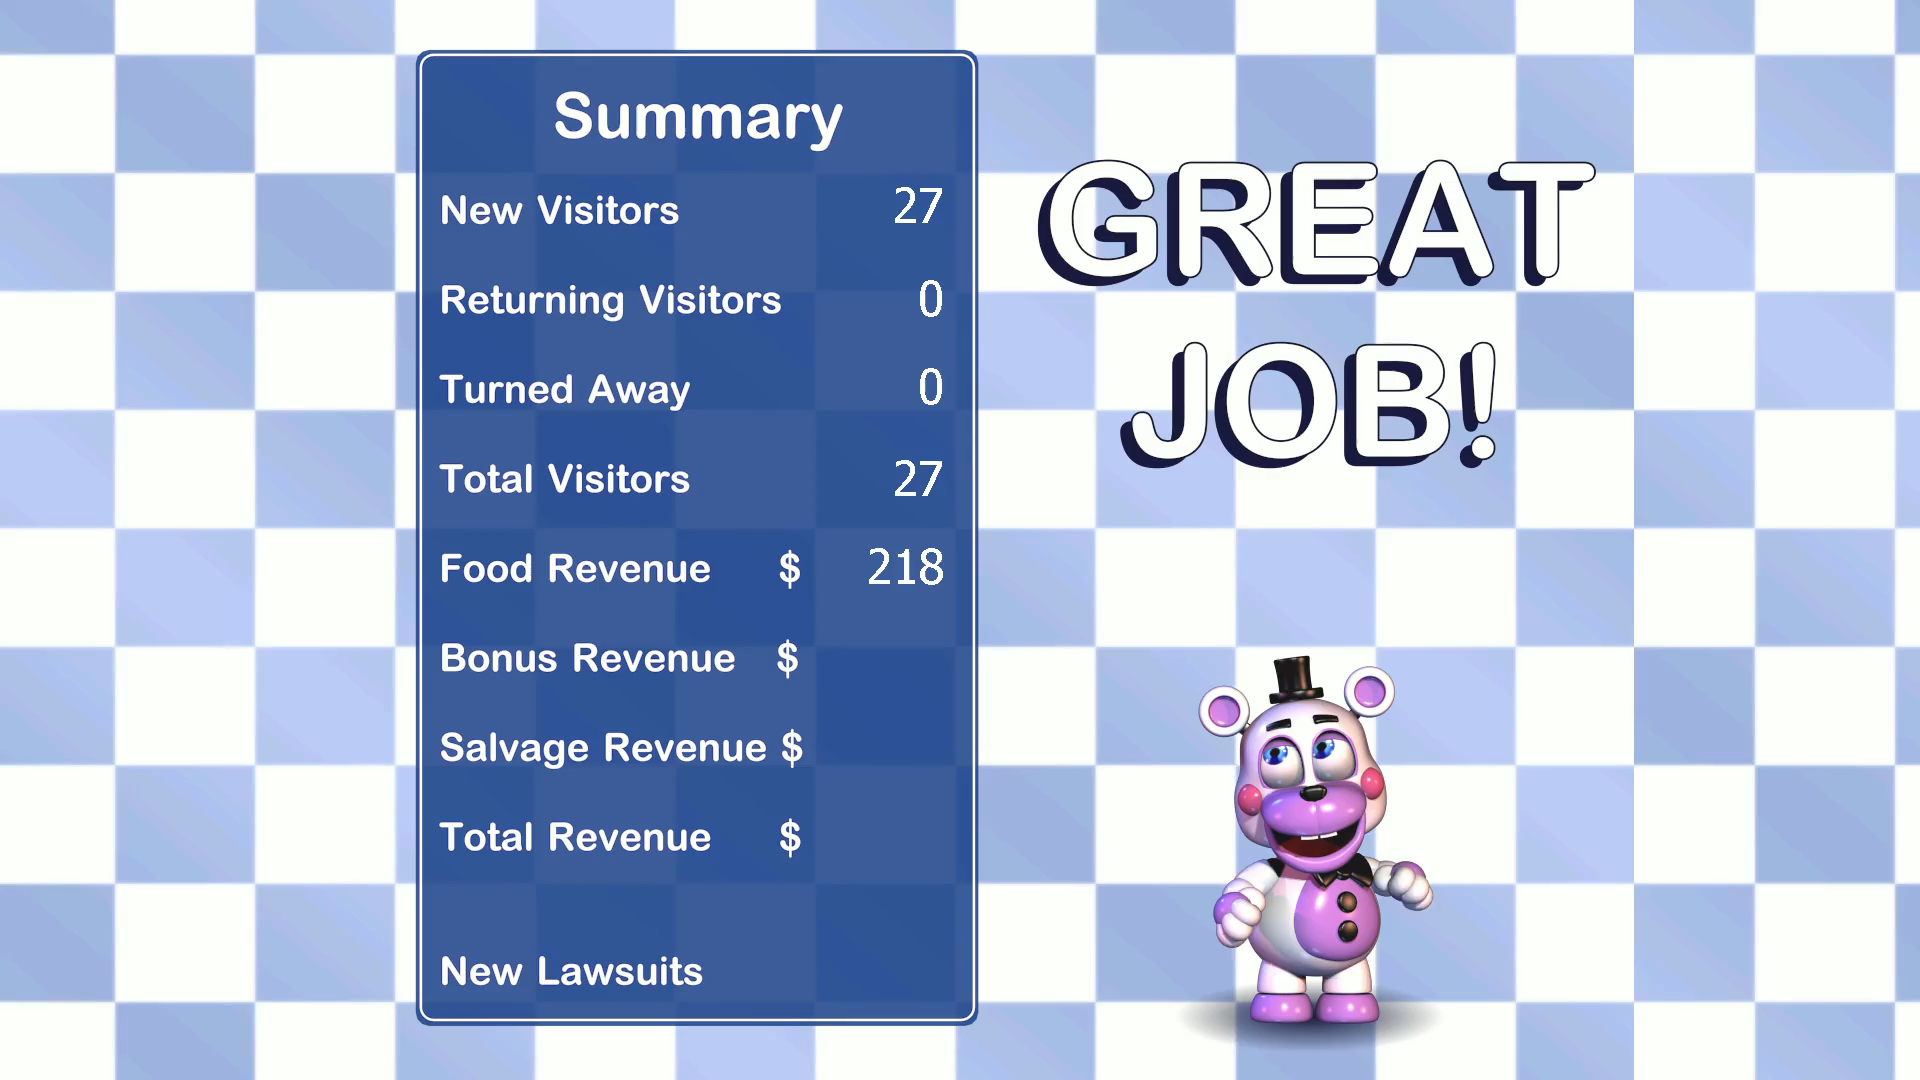 Summary
New Visitors 27
Returning Visitors 0
Turned Away 0
Total Visitors 27
Food Revenue $ 218
Bonus Revenue $
Salvage Revenue $
Total Revenue $
New Lawsuits
GREAT
JOB!